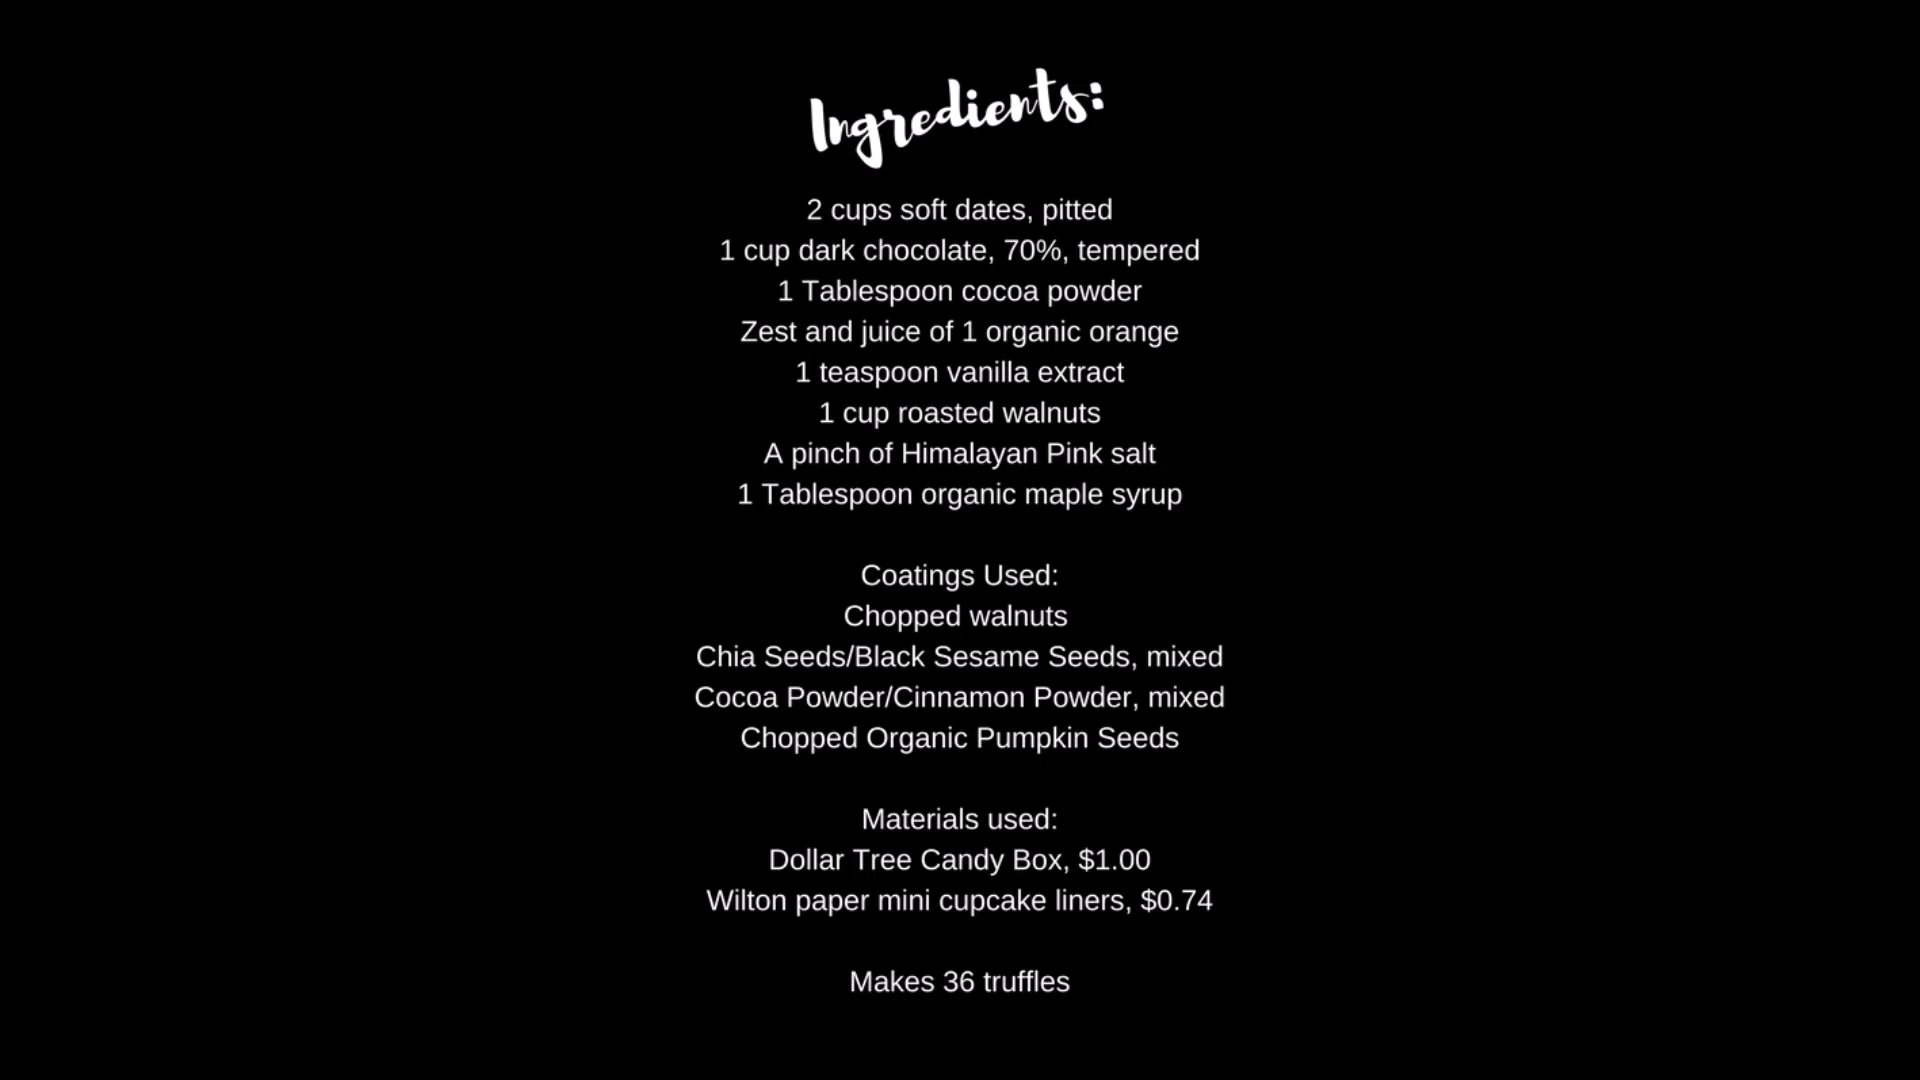 Ingredients:
2 cups soft dates, pitted
1 cup dark chocolate, 70%, tempered
1 Tablespoon cocoa powder
Zest and juice of 1 organic orange
1 teaspoon vanilla extract
1 cup roasted walnuts
A pinch of Himalayan Pink salt
1 Tablespoon organic maple syrup
Coatings Used:
Chopped walnuts
Chia Seeds/Black Sesame Seeds, mixed
Cocoa Powder/Cinnamon Powder, mixed
Chopped Organic Pumpkin Seeds
Materials used:
Dollar Tree Candy Box, $1.00
Wilton paper mini cupcake liners, $0.74
Makes 36 truffles